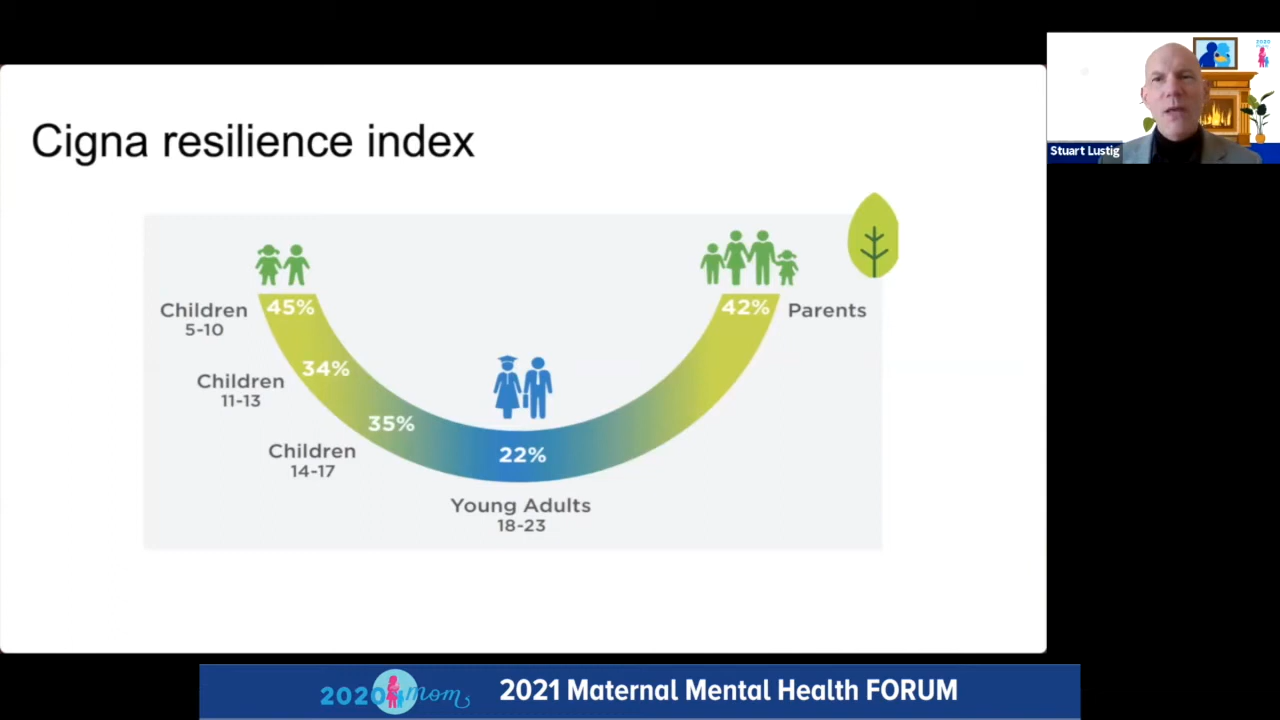 Cigna resilience index
45%
42%
Children
5-10
Parents
34%
Children
11-13
35%
Children
14-17
22%
Young Adults
18-23
Stuart Lustig
2020 mom
2021 Maternal Mental Health FORUM